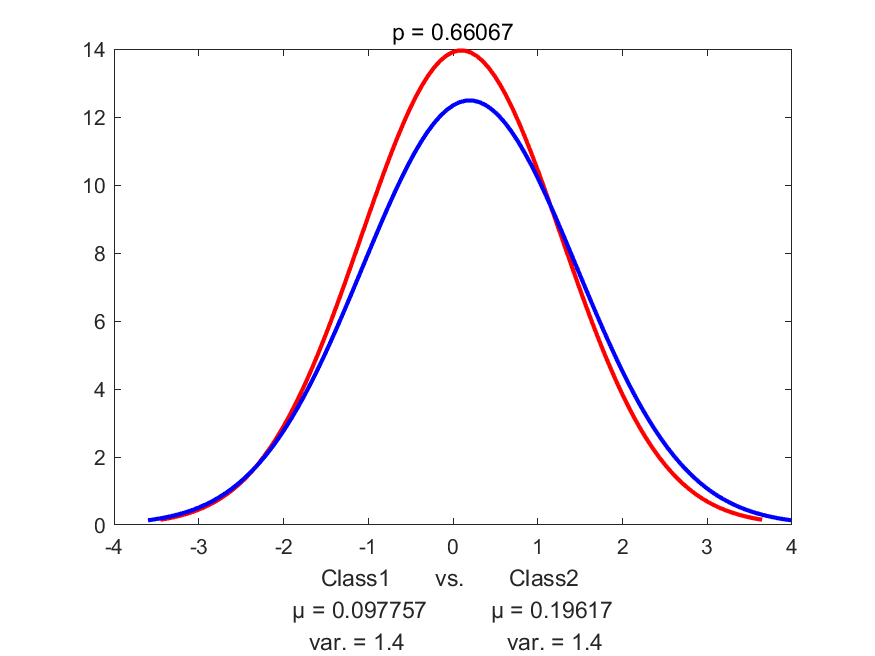 p = 0.66067
14
12
10
8
6
4
2
0
-4 -3 -2 -1 0 1 2 3 4
Class1 vs. Class2
μ = 0.097757 μ = 0.19617
var. = 1.4 var. = 1.4